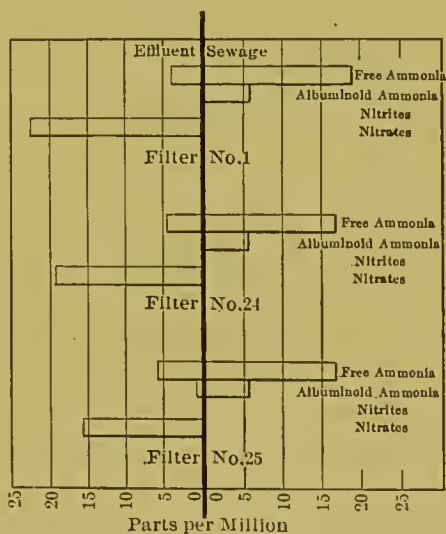 Effluent Sewage
Free Ammonia
Albuminoid Ammonia
Nitrites
Nitrates
Filter No.1
Free Ammonia
Albuminoid Ammonia
Nitrites
Nitrates
Filter No.24
Free Ammonia
Albuminoid Ammonia
Nitrites
Nitrates
Filter No.25
25 20 15 10 5 0 0 5 10 15 20 25
Parts per Million